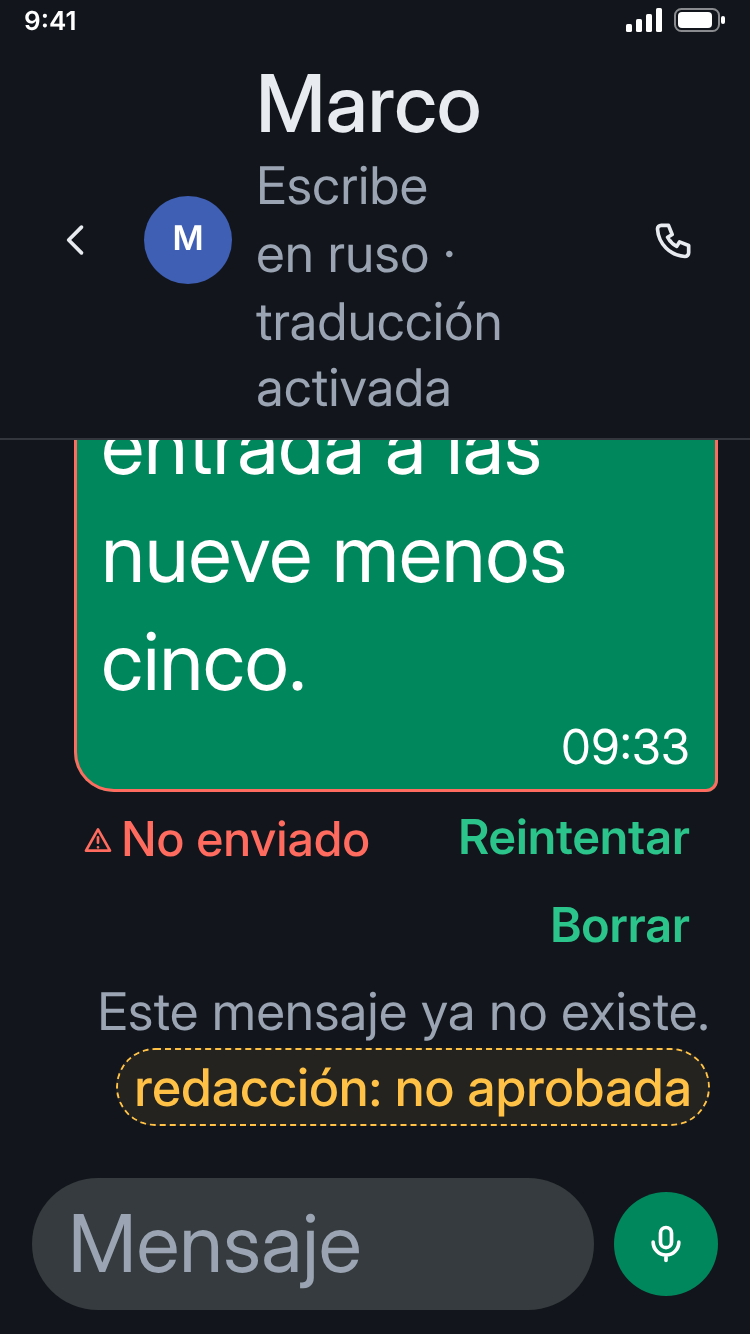 9:41
Marco
Escribe
en ruso ·
traducción
activada
M
entrada a las
nueve menos
cinco.
09:33
No enviado
Reintentar
Borrar
Este mensaje ya no existe.
redacción: no aprobada
Mensaje